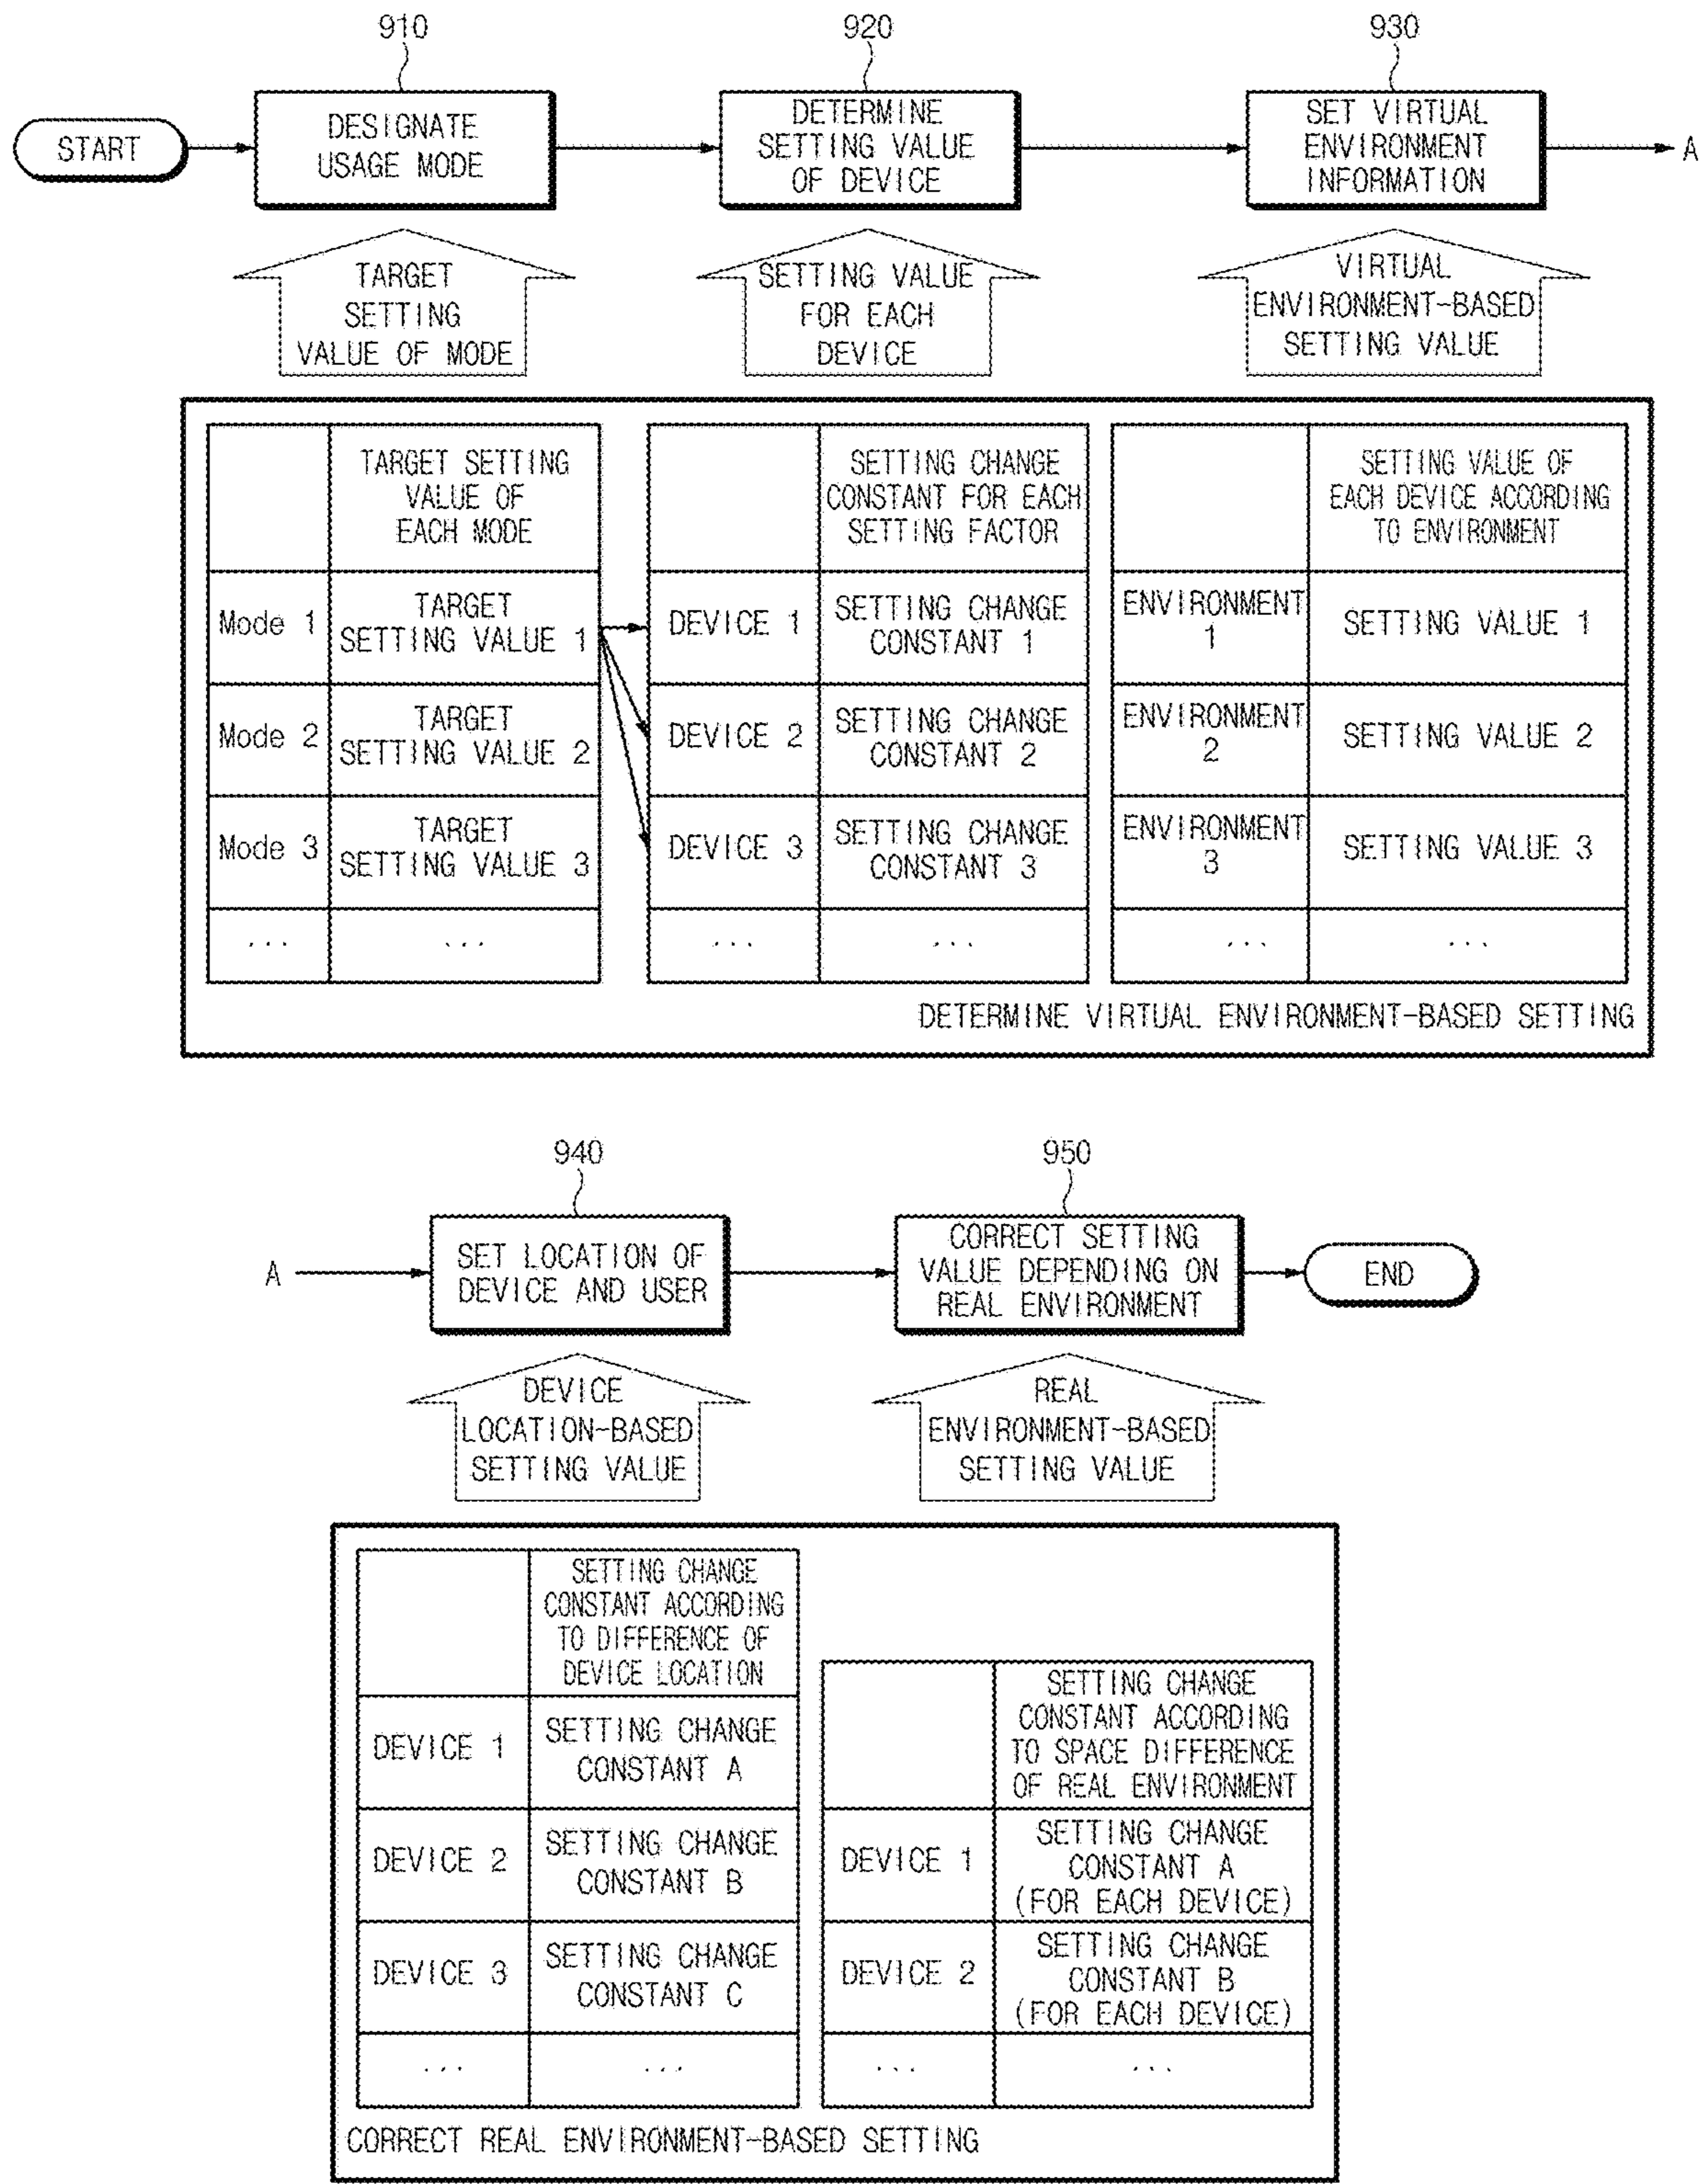 910
920
930
START
DESIGNATE
USAGE MODE
DETERMINE
SETTING VALUE
OF DEVICE
SET VIRTUAL
ENVIRONMENT
INFORMATION
A
TARGET
SETTING
VALUE OF MODE
SETTING VALUE
FOR EACH
DEVICE
VIRTUAL
ENVIRONMENT-BASED
SETTING VALUE
TARGET SETTING
VALUE OF
EACH MODE
Mode 1
TARGET
SETTING VALUE 1
Mode 2
TARGET
SETTING VALUE 2
Mode 3
TARGET
SETTING VALUE 3
...
...
SETTING CHANGE
CONSTANT FOR EACH
SETTING FACTOR
DEVICE 1
SETTING CHANGE
CONSTANT 1
DEVICE 2
SETTING CHANGE
CONSTANT 2
DEVICE 3
SETTING CHANGE
CONSTANT 3
...
...
SETTING VALUE OF
EACH DEVICE ACCORDING
TO ENVIRONMENT
ENVIRONMENT
1
SETTING VALUE 1
ENVIRONMENT
2
SETTING VALUE 2
ENVIRONMENT
3
SETTING VALUE 3
...
...
DETERMINE VIRTUAL ENVIRONMENT-BASED SETTING
940
950
A
SET LOCATION OF
DEVICE AND USER
CORRECT SETTING
VALUE DEPENDING ON
REAL ENVIRONMENT
END
DEVICE
LOCATION-BASED
SETTING VALUE
REAL
ENVIRONMENT-BASED
SETTING VALUE
SETTING CHANGE
CONSTANT ACCORDING
TO DIFFERENCE OF
DEVICE LOCATION
DEVICE 1
SETTING CHANGE
CONSTANT A
DEVICE 2
SETTING CHANGE
CONSTANT B
DEVICE 3
SETTING CHANGE
CONSTANT C
...
...
SETTING CHANGE
CONSTANT ACCORDING
TO SPACE DIFFERENCE
OF REAL ENVIRONMENT
DEVICE 1
SETTING CHANGE
CONSTANT A
(FOR EACH DEVICE)
DEVICE 2
SETTING CHANGE
CONSTANT B
(FOR EACH DEVICE)
...
...
CORRECT REAL ENVIRONMENT-BASED SETTING